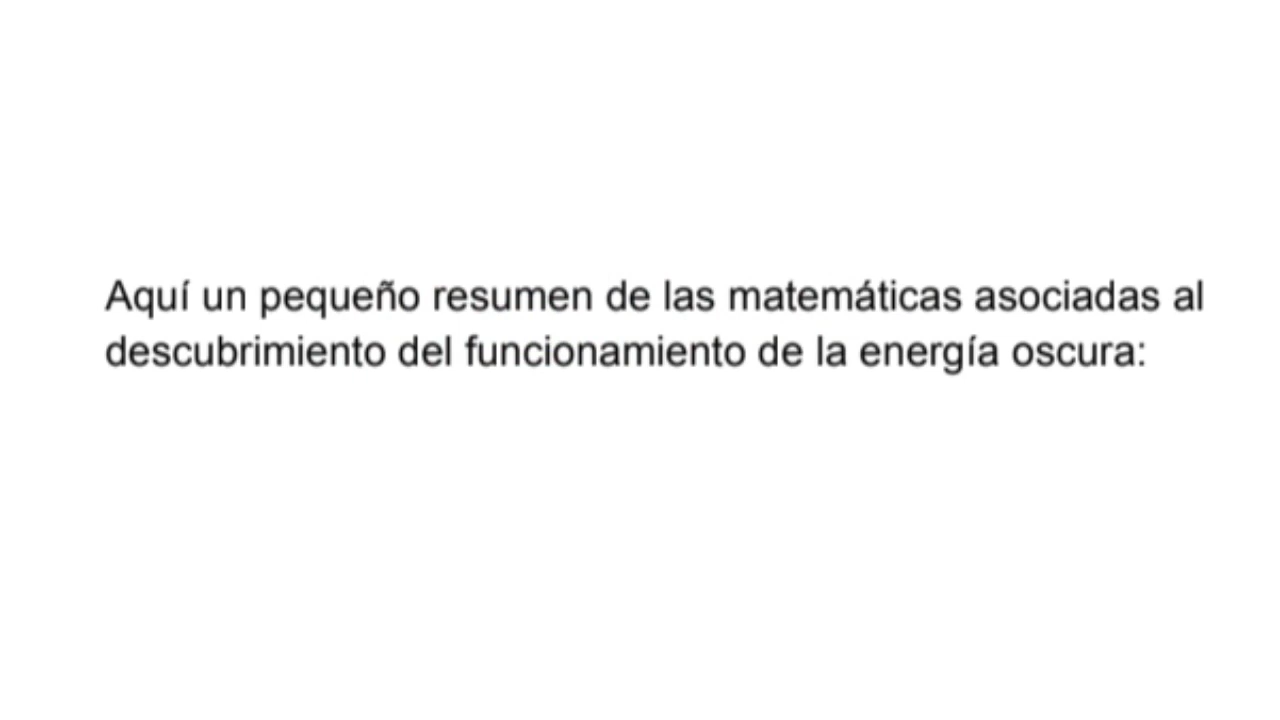 Aquí un pequeño resumen de las matemáticas asociadas al
descubrimiento del funcionamiento de la energía oscura: